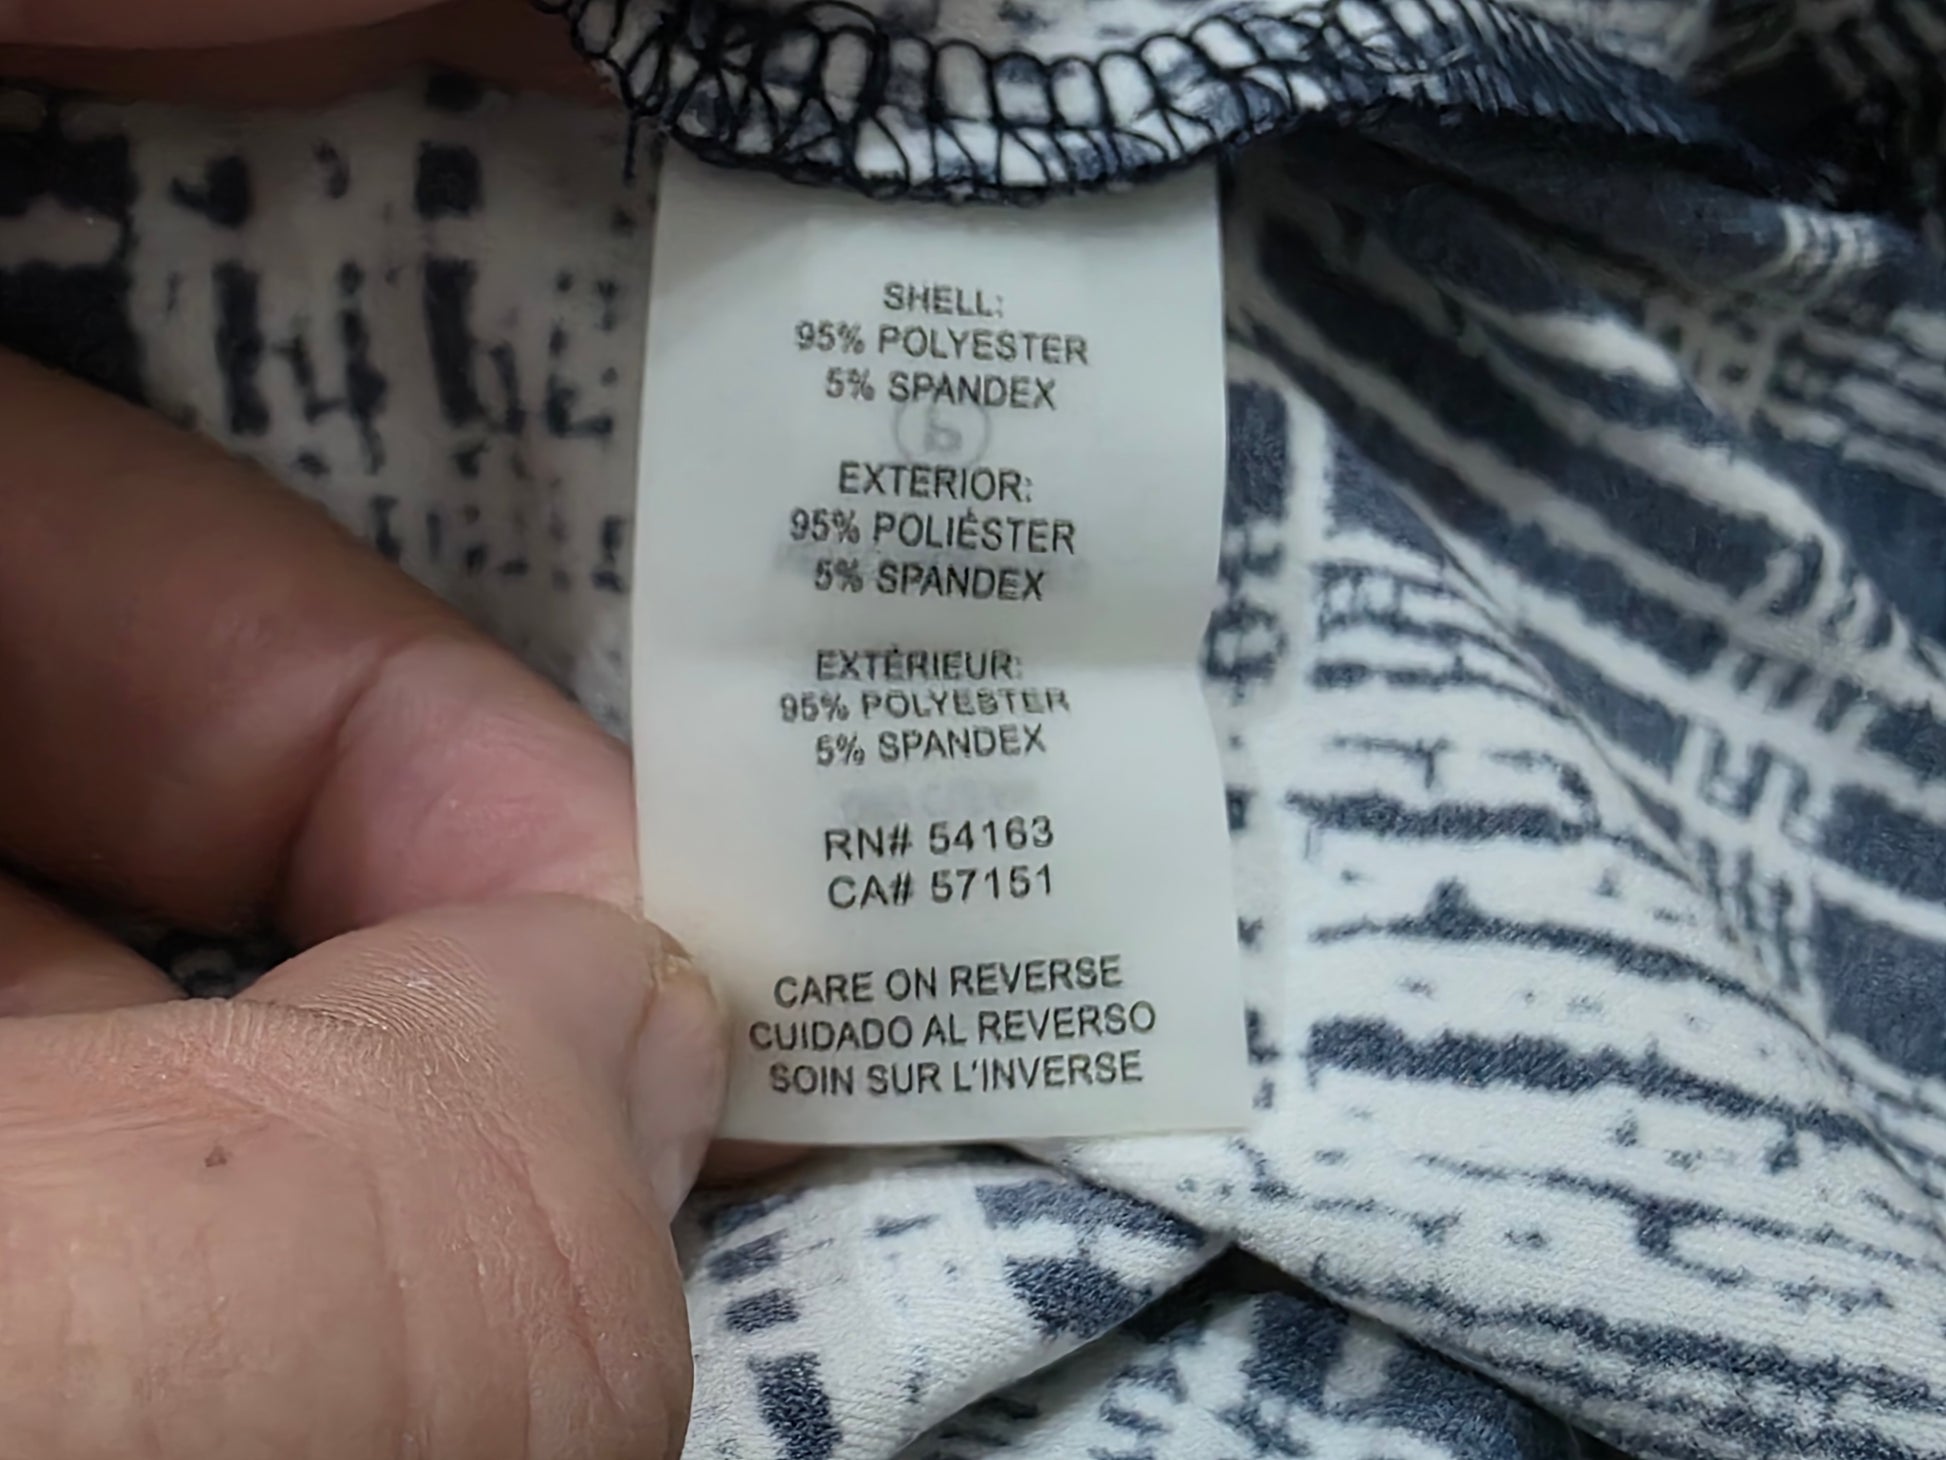 SHELL:
95% POLYESTER
5% SPANDEX
EXTERIOR:
95% POLIÉSTER
5% SPANDEX
EXTÉRIEUR:
95% POLYESTER
5% SPANDEX
RN# 54163
CA# 57151
CARE ON REVERSE
CUIDADO AL REVERSO
SOIN SUR L'INVERSE